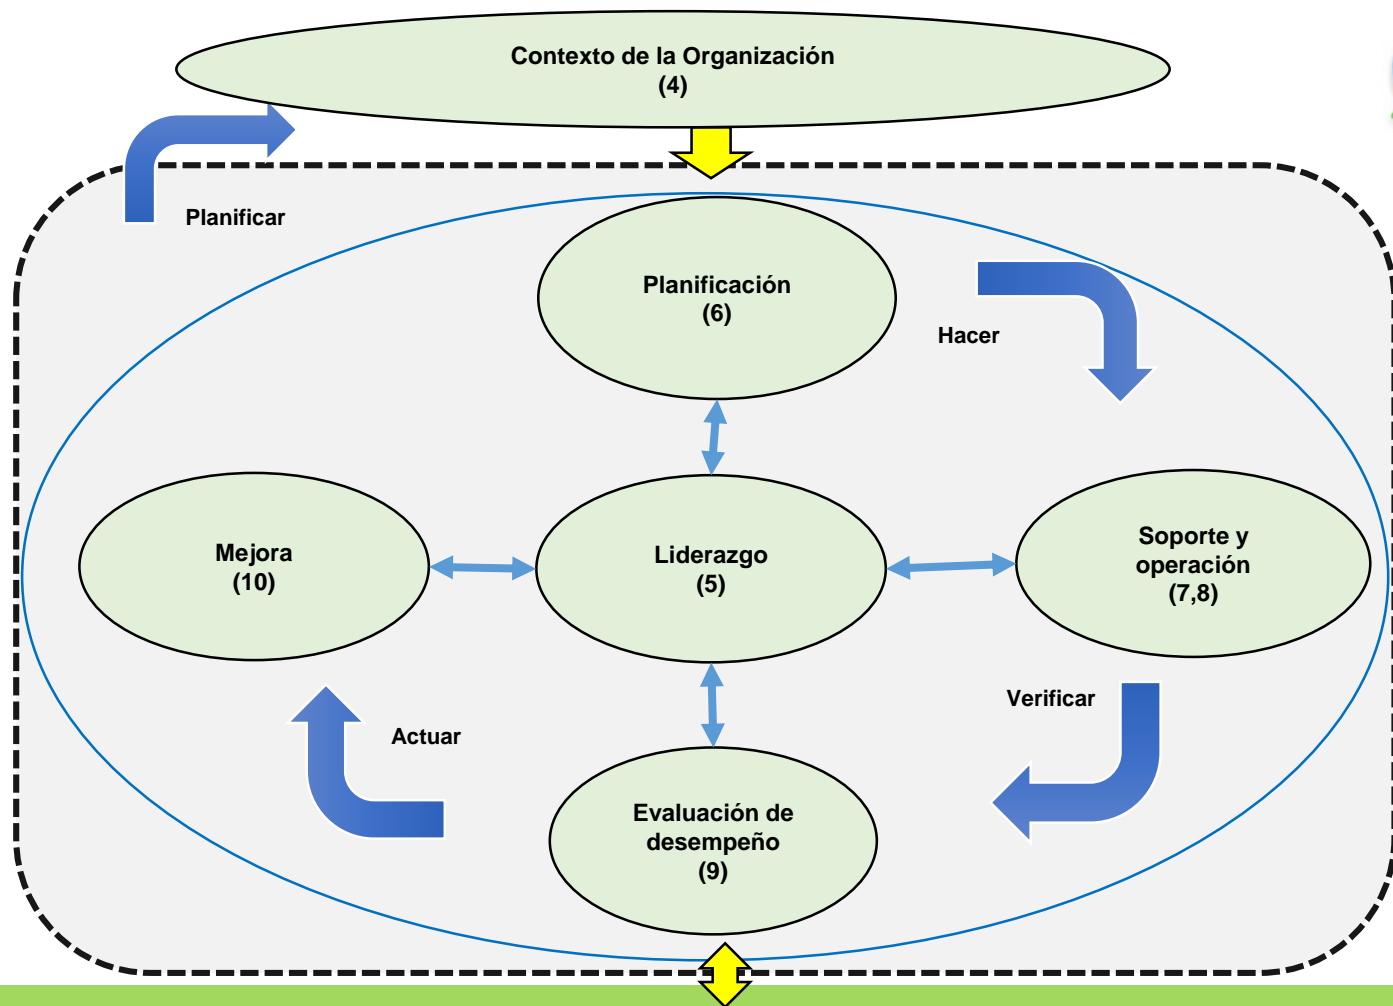 Contexto de la Organización
(4)
Planificar
Planificación
(6)
Hacer
Mejora
(10)
Liderazgo
(5)
Soporte y
operación
(7,8)
Verificar
Actuar
Evaluación de
desempeño
(9)